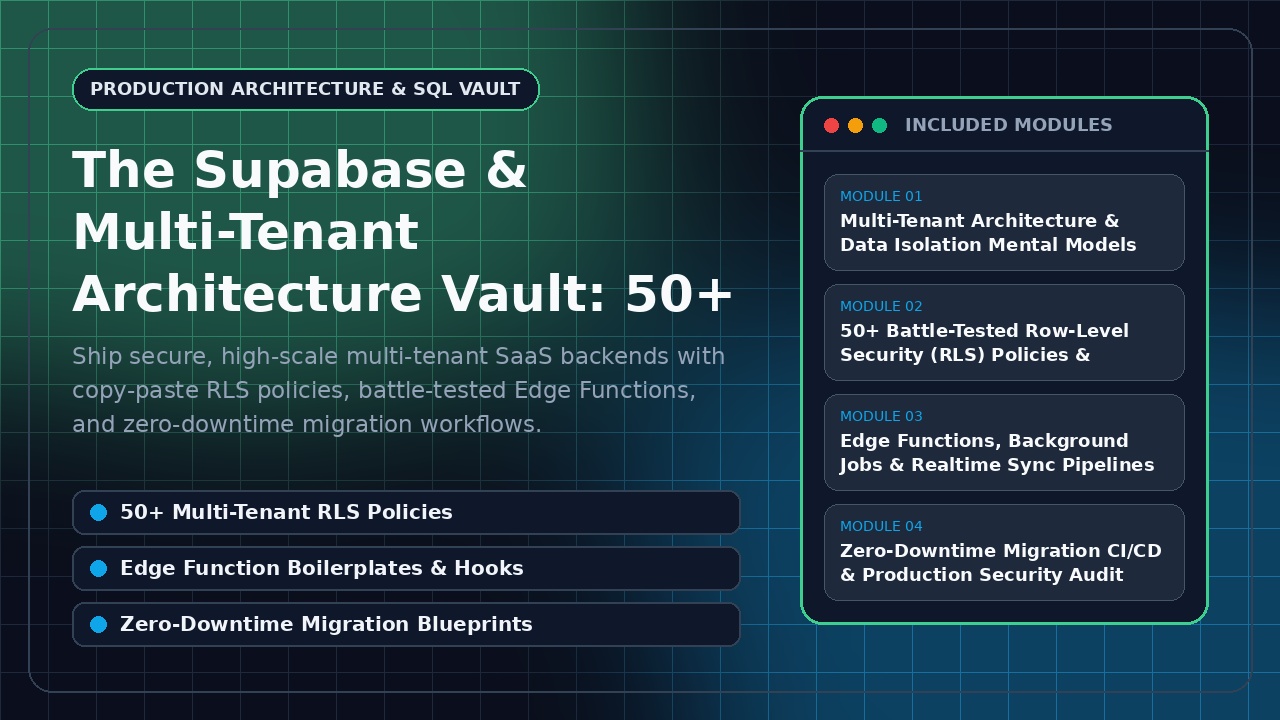 PRODUCTION ARCHITECTURE & SQL VAULT
The Supabase &
Multi-Tenant
Architecture Vault: 50+
Ship secure, high-scale multi-tenant SaaS backends with
copy-paste RLS policies, battle-tested Edge Functions,
and zero-downtime migration workflows.
50+ Multi-Tenant RLS Policies
Edge Function Boilerplates & Hooks
Zero-Downtime Migration Blueprints
INCLUDED MODULES
MODULE 01
Multi-Tenant Architecture &
Data Isolation Mental Models
MODULE 02
50+ Battle-Tested Row-Level
Security (RLS) Policies &
MODULE 03
Edge Functions, Background
Jobs & Realtime Sync Pipelines
MODULE 04
Zero-Downtime Migration CI/CD
& Production Security Audit